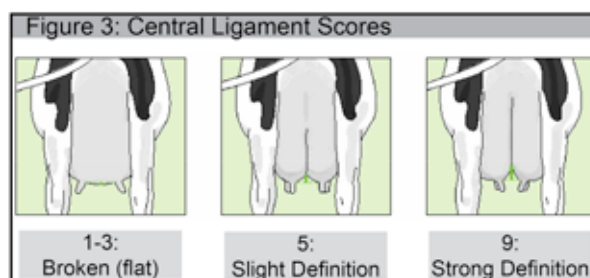 Figure 3: Central Ligament Scores
1-3:
Broken (flat)
5:
Slight Definition
9:
Strong Definition